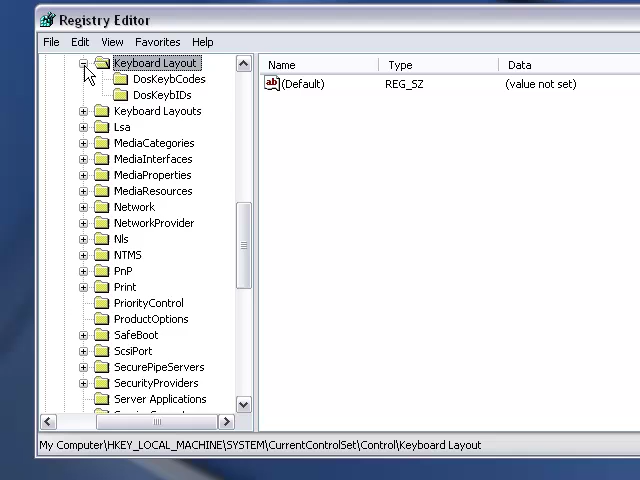 Registry Editor
File Edit View Favorites Help
Keyboard Layout
DosKeybCodes
DosKeybIDs
Keyboard Layouts
Lsa
MediaCategories
MediaInterfaces
MediaProperties
MediaResources
Network
NetworkProvider
Nls
NTMS
PnP
Print
PriorityControl
ProductOptions
SafeBoot
ScsiPort
SecurePipeServers
SecurityProviders
Server Applications
Name Type Data
ab (Default) REG_SZ (value not set)
My Computer\HKEY_LOCAL_MACHINE\SYSTEM\CurrentControlSet\Control\Keyboard Layout